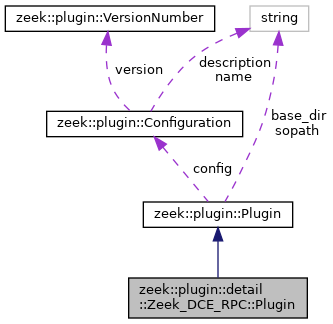 zeek::plugin::VersionNumber
string
version
description
name
zeek::plugin::Configuration
base_dir
sopath
config
zeek::plugin::Plugin
zeek::plugin::detail
::Zeek_DCE_RPC::Plugin